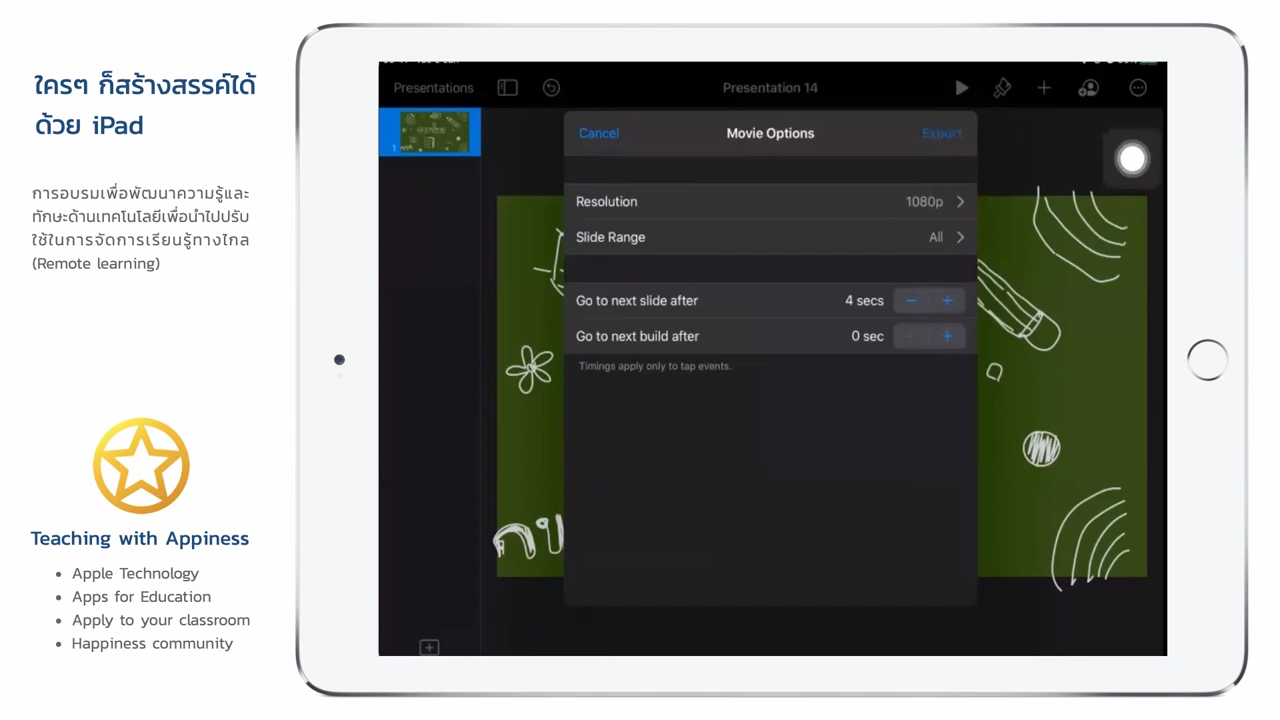 ใครๆ ก็สร้างสรรค์ได้
ด้วย iPad
การอบรมเพื่อพัฒนาความรู้และ
ทักษะด้านเทคโนโลยีเพื่อนำไปปรับ
ใช้ในการจัดการเรียนรู้ทางไกล
(Remote learning)
Teaching with Appiness
• Apple Technology
• Apps for Education
• Apply to your classroom
• Happiness community
Presentations
Presentation 14
1
Cancel
Movie Options
Export
Resolution 1080p
Slide Range All
Go to next slide after 4 secs
Go to next build after 0 sec
Timings apply only to tap events.